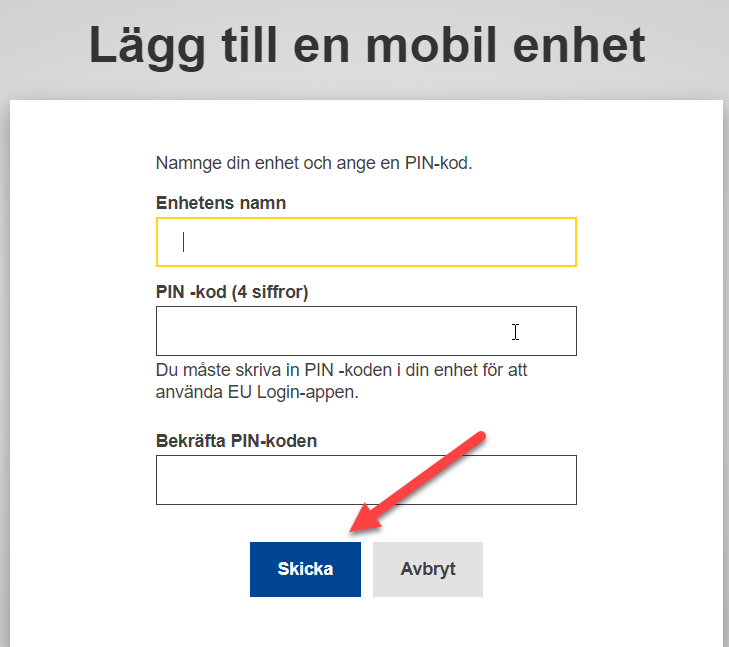 Lägg till en mobil enhet
Namnge din enhet och ange en PIN-kod.
Enhetens namn
PIN -kod (4 siffror)
Du måste skriva in PIN -koden i din enhet för att
använda EU Login-appen.
Bekräfta PIN-koden
Skicka
Avbryt